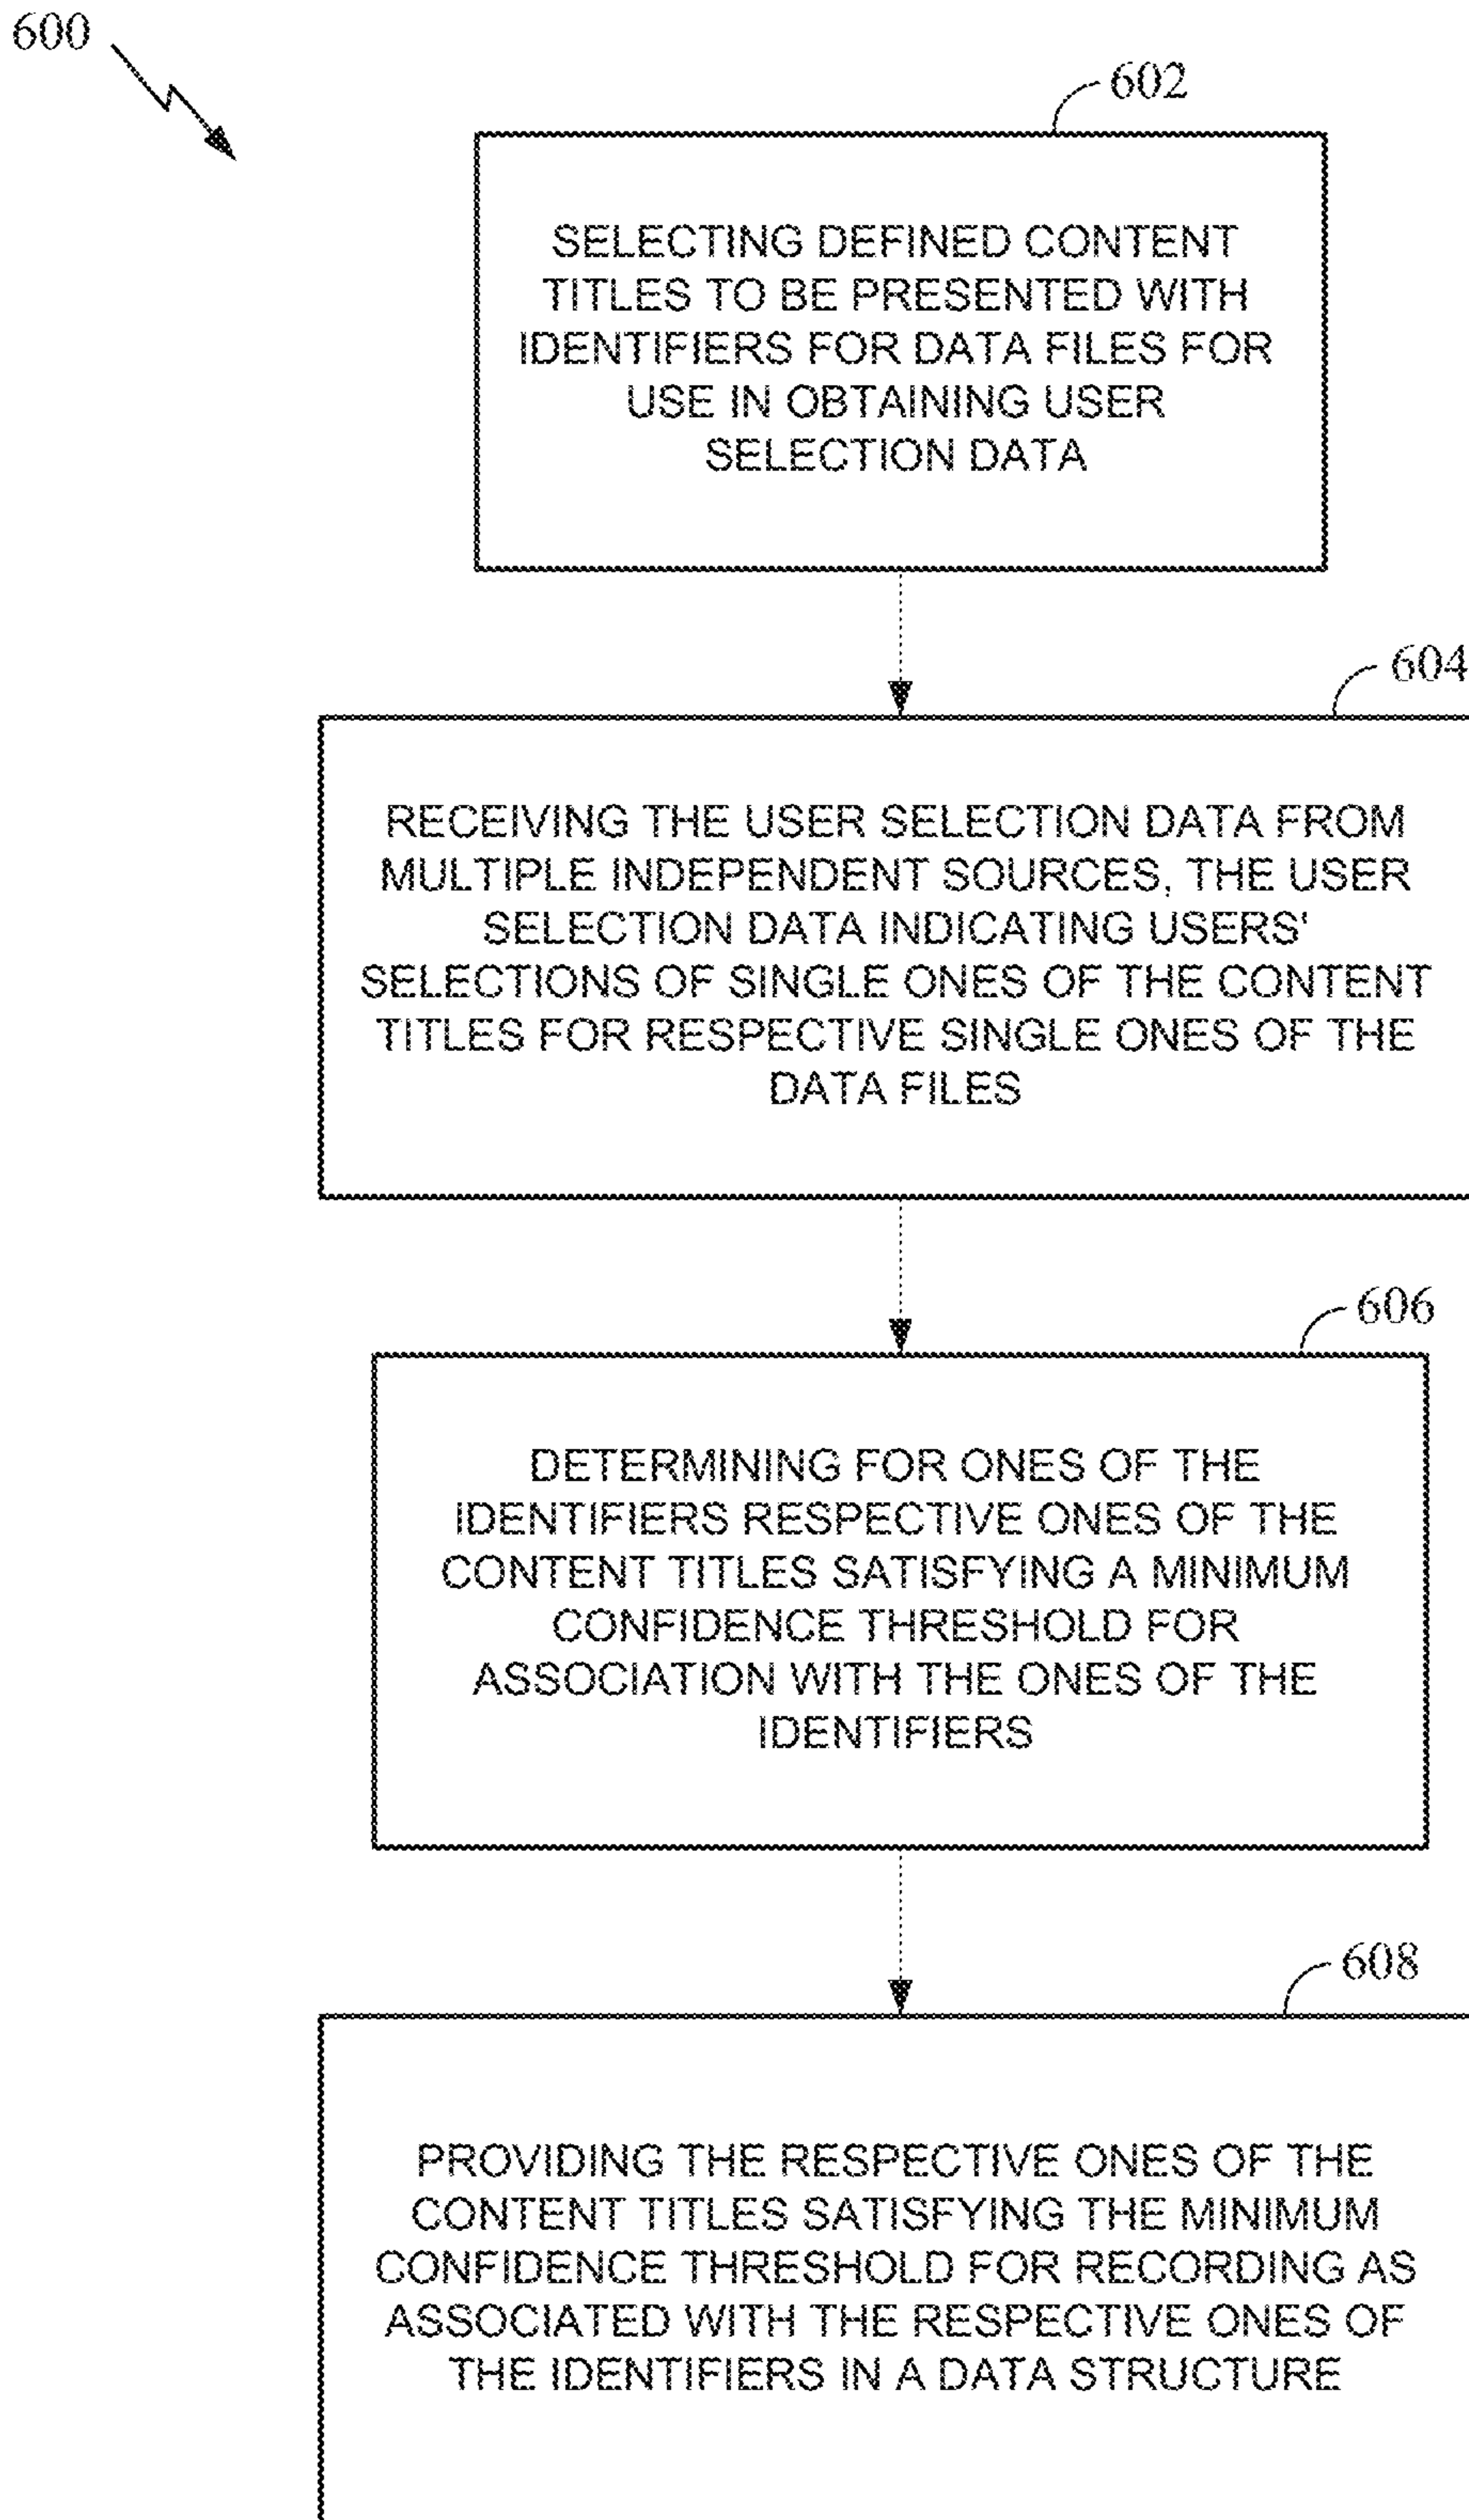 600
602
SELECTING DEFINED CONTENT
TITLES TO BE PRESENTED WITH
IDENTIFIERS FOR DATA FILES FOR
USE IN OBTAINING USER
SELECTION DATA
604
RECEIVING THE USER SELECTION DATA FROM
MULTIPLE INDEPENDENT SOURCES, THE USER
SELECTION DATA INDICATING USERS'
SELECTIONS OF SINGLE ONES OF THE CONTENT
TITLES FOR RESPECTIVE SINGLE ONES OF THE
DATA FILES
606
DETERMINING FOR ONES OF THE
IDENTIFIERS RESPECTIVE ONES OF THE
CONTENT TITLES SATISFYING A MINIMUM
CONFIDENCE THRESHOLD FOR
ASSOCIATION WITH THE ONES OF THE
IDENTIFIERS
608
PROVIDING THE RESPECTIVE ONES OF THE
CONTENT TITLES SATISFYING THE MINIMUM
CONFIDENCE THRESHOLD FOR RECORDING AS
ASSOCIATED WITH THE RESPECTIVE ONES OF
THE IDENTIFIERS IN A DATA STRUCTURE